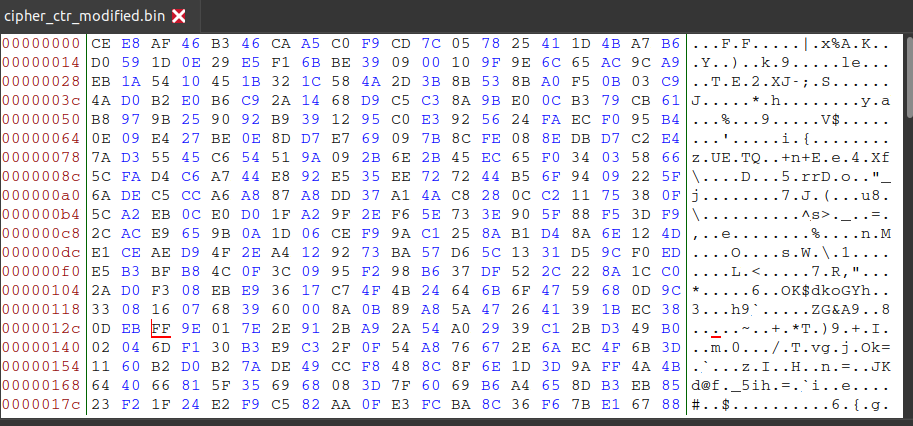 cipher_ctr_modified.bin
00000000 CE E8 AF 46 B3 46 CA A5 C0 F9 CD 7C 05 78 25 41 1D 4B A7 B6 ...F.F.....|.x%A.K..
00000014 D0 59 1D 0E 29 E5 F1 6B BE 39 09 00 10 9F 9E 6C 65 AC 9C A9 .Y..)..k.9.....le...
00000028 EB 1A 54 10 45 1B 32 1C 58 4A 2D 3B 8B 53 8B A0 F5 0B 03 C9 ..T.E.2.XJ-;.S......
0000003c 4A D0 B2 E0 B6 C9 2A 14 68 D9 C5 C3 8A 9B E0 0C B3 79 CB 61 J.....*.h........y.a
00000050 B8 97 9B 25 90 92 B9 39 12 95 C0 E3 92 56 24 FA EC F0 95 B4 ...%...9.....V$.....
00000064 0E 09 E4 27 BE 0E 8D D7 E7 69 09 7B 8C FE 08 8E DB D7 C2 E4 ...'.....i.{........
00000078 7A D3 55 45 C6 54 51 9A 09 2B 6E 2B 45 EC 65 F0 34 03 58 66 z.UE.TQ..+n+E.e.4.Xf
0000008c 5C FA D4 C6 A7 44 E8 92 E5 35 EE 72 72 44 B5 6F 94 09 22 5F \....D...5.rrD.o.."_
000000a0 6A DE C5 CC A6 A8 87 A8 DD 37 A1 4A C8 28 0C C2 11 75 38 0F j........7.J.(...u8.
000000b4 5C A2 EB 0C E0 D0 1F A2 9F 2E F6 5E 73 3E 90 5F 88 F5 3D F9 \..........^s>._..=.
000000c8 2C AC E9 65 9B 0A 1D 06 CE F9 9A C1 25 8A B1 D4 8A 6E 12 4D ,..e........%....n.M
000000dc E1 CE AE D9 4F 2E A4 12 92 73 BA 57 D6 5C 13 31 D5 9C F0 ED ....O....s.W.\.1....
000000f0 E5 B3 BF B8 4C 0F 3C 09 95 F2 98 B6 37 DF 52 2C 22 8A 1C C0 ....L.<.....7.R,"...
00000104 2A D0 F3 08 EB E9 36 17 C7 4F 4B 24 64 6B 6F 47 59 68 0D 9C *.....6..OK$dkoGYh..
00000118 33 08 16 07 68 39 60 00 8A 0B 89 A8 5A 47 26 41 39 1B EC 38 3...h9`.....ZG&A9..8
0000012c 0D EB FF 9E 01 7E 2E 91 2B A9 2A 54 A0 29 39 C1 2B D3 49 B0 .....~..+.*T.)9.+.I.
00000140 02 04 6D F1 30 B3 E9 C3 2F 0F 54 A8 76 67 2E 6A EC 4F 6B 3D ..m.0.../.T.vg.j.Ok=
00000154 11 60 B2 D0 B2 7A DE 49 CC F8 48 8C 8F 6E 1D 3D 9A FF 4A 4B .`...z.I..H..n.=..JK
00000168 64 40 66 81 5F 35 69 68 08 3D 7F 60 69 B6 A4 65 8D B3 EB 85 d@f._5ih.=.`i..e....
0000017c 23 F2 1F 24 E2 F9 C5 82 AA 0F E3 FC BA 8C 36 F6 7B E1 67 88 #..$..........6.{.g.